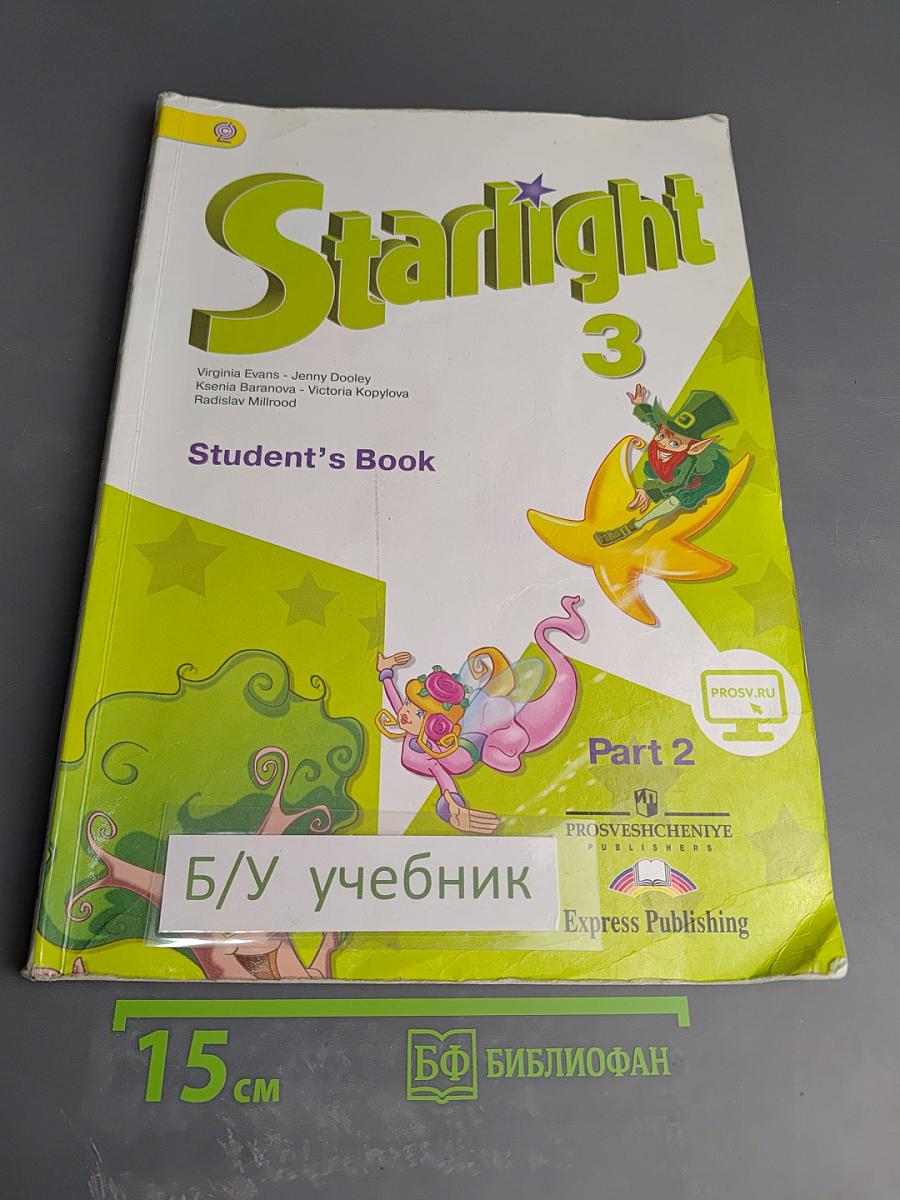 Starlight
3
Virginia Evans - Jenny Dooley
Ksenia Baranova - Victoria Kopylova
Radislav Millrood
Student's Book
PROSV.RU
Part 2
PROSVESHCHENIYE
PUBLISHERS
Б/У учебник
Express Publishing
15 см
БФ БИБЛИОФАН